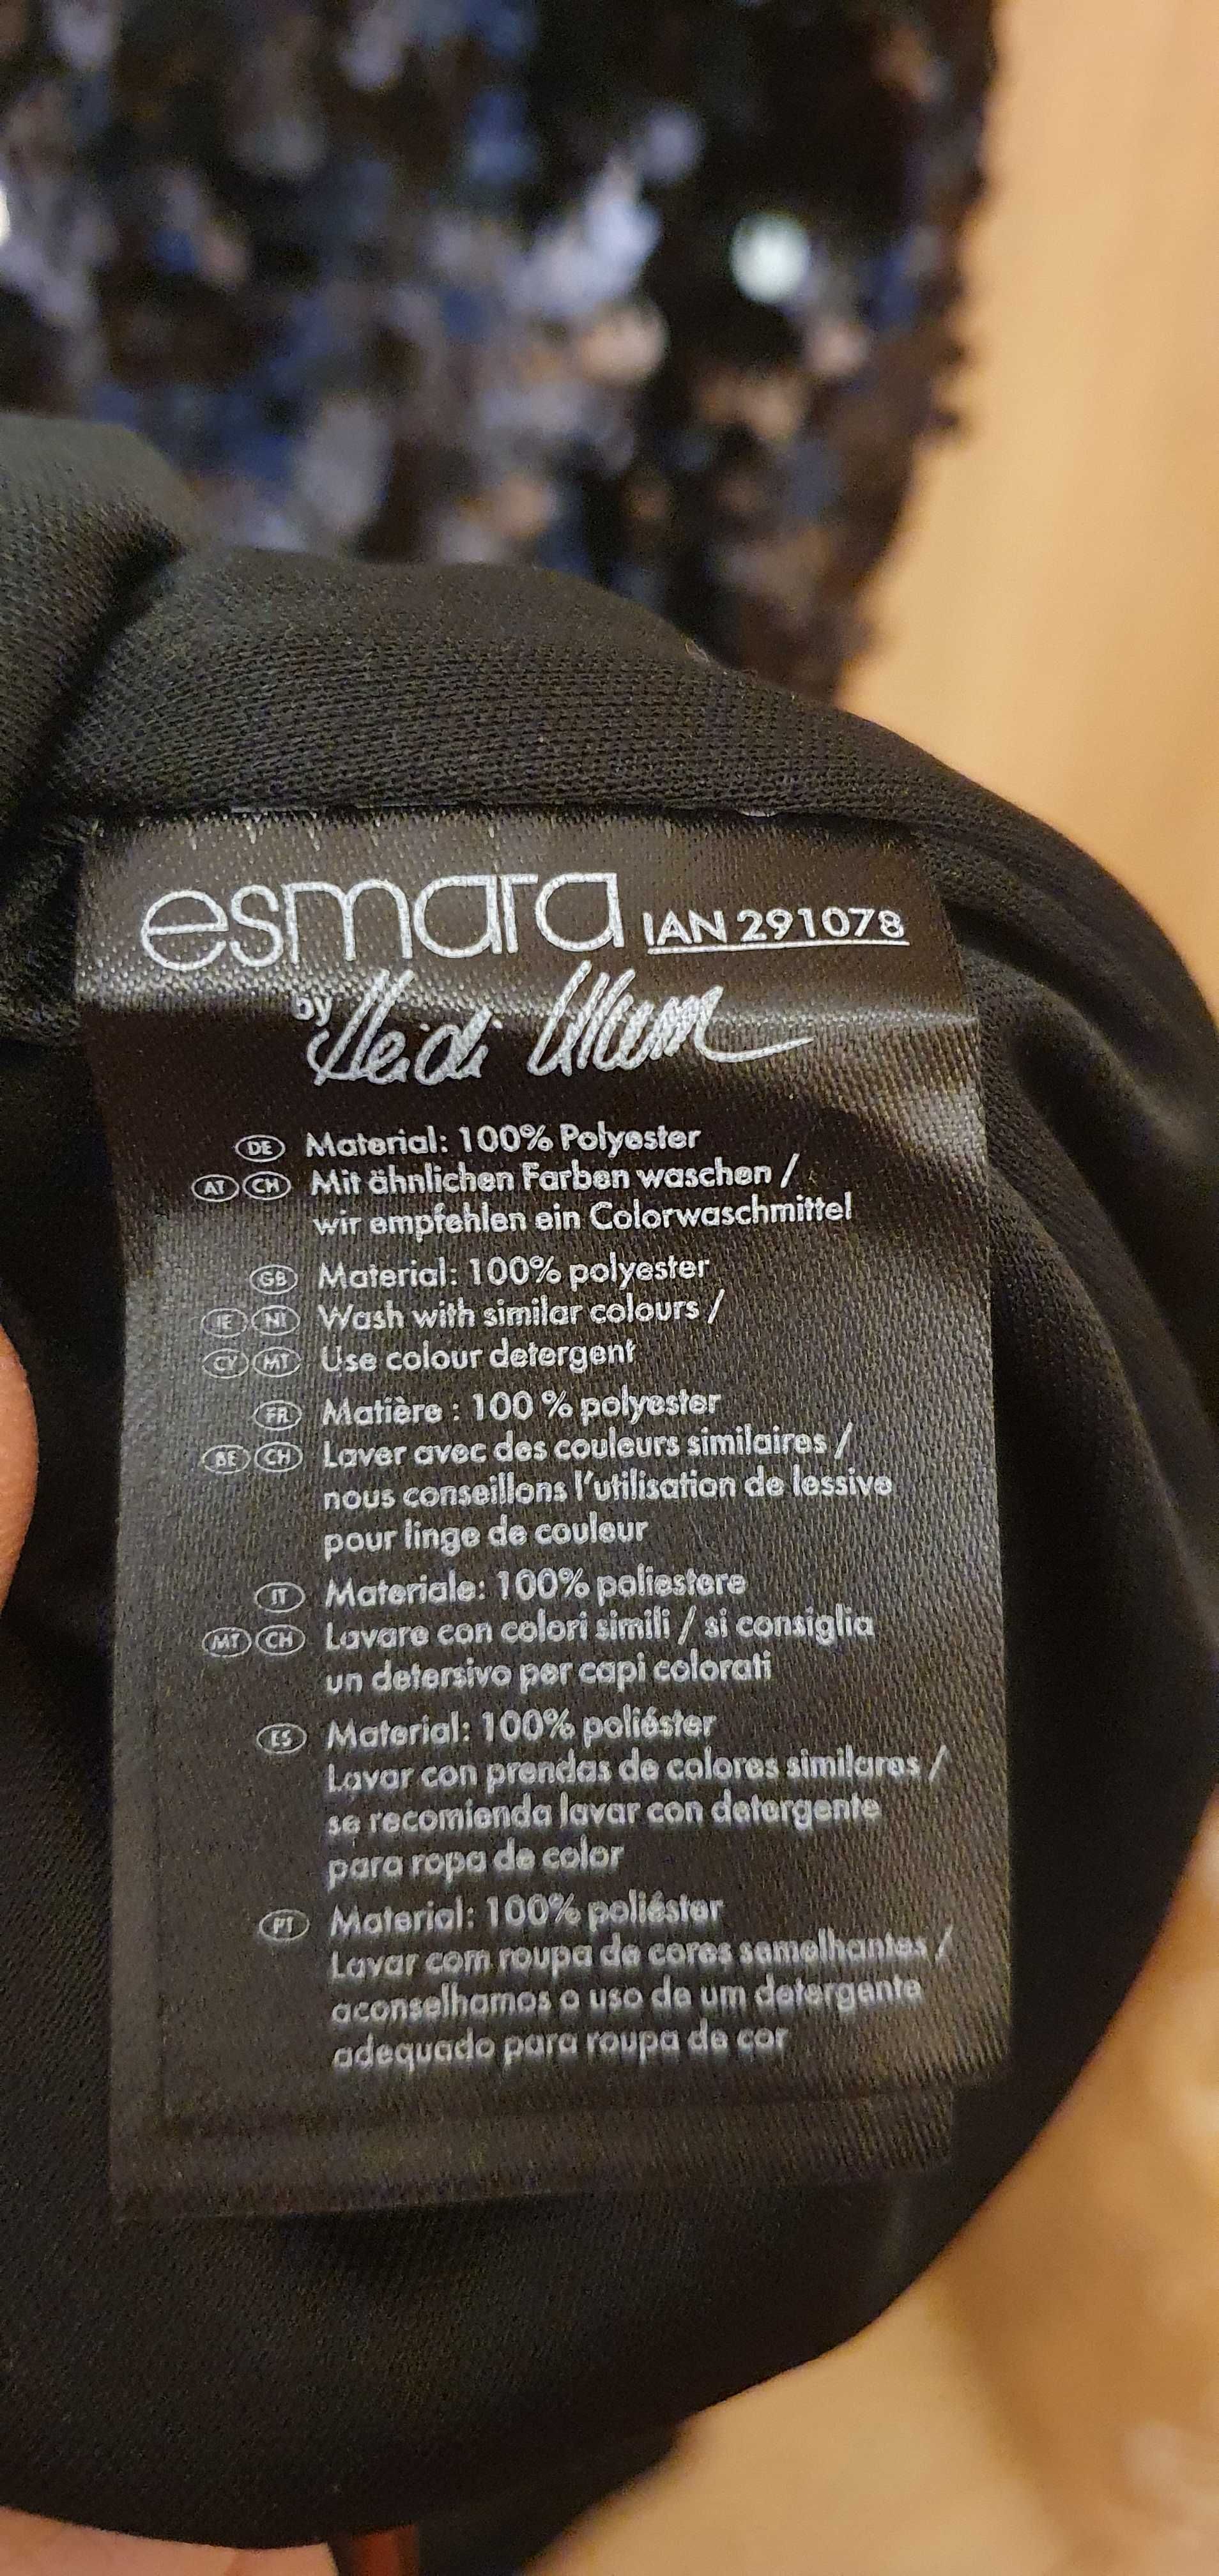 esmara IAN 291078
by Heidi Klum
DE Material: 100% Polyester
AT CH Mit ähnlichen Farben waschen /
wir empfehlen ein Colorwaschmittel
GB Material: 100% polyester
IE NI Wash with similar colours /
CY MT Use colour detergent
FR Matière : 100 % polyester
BE CH Laver avec des couleurs similaires /
nous conseillons l'utilisation de lessive
pour linge de couleur
IT Materiale: 100% poliestere
MT CH Lavare con colori simili / si consiglia
un detersivo per capi colorati
ES Material: 100% poliéster
Lavar con prendas de colores similares /
se recomienda lavar con detergente
para ropa de color
PT Material: 100% poliéster
Lavar com roupa de cores semelhantes /
aconselhamos o uso de um detergente
adequado para roupa de cor